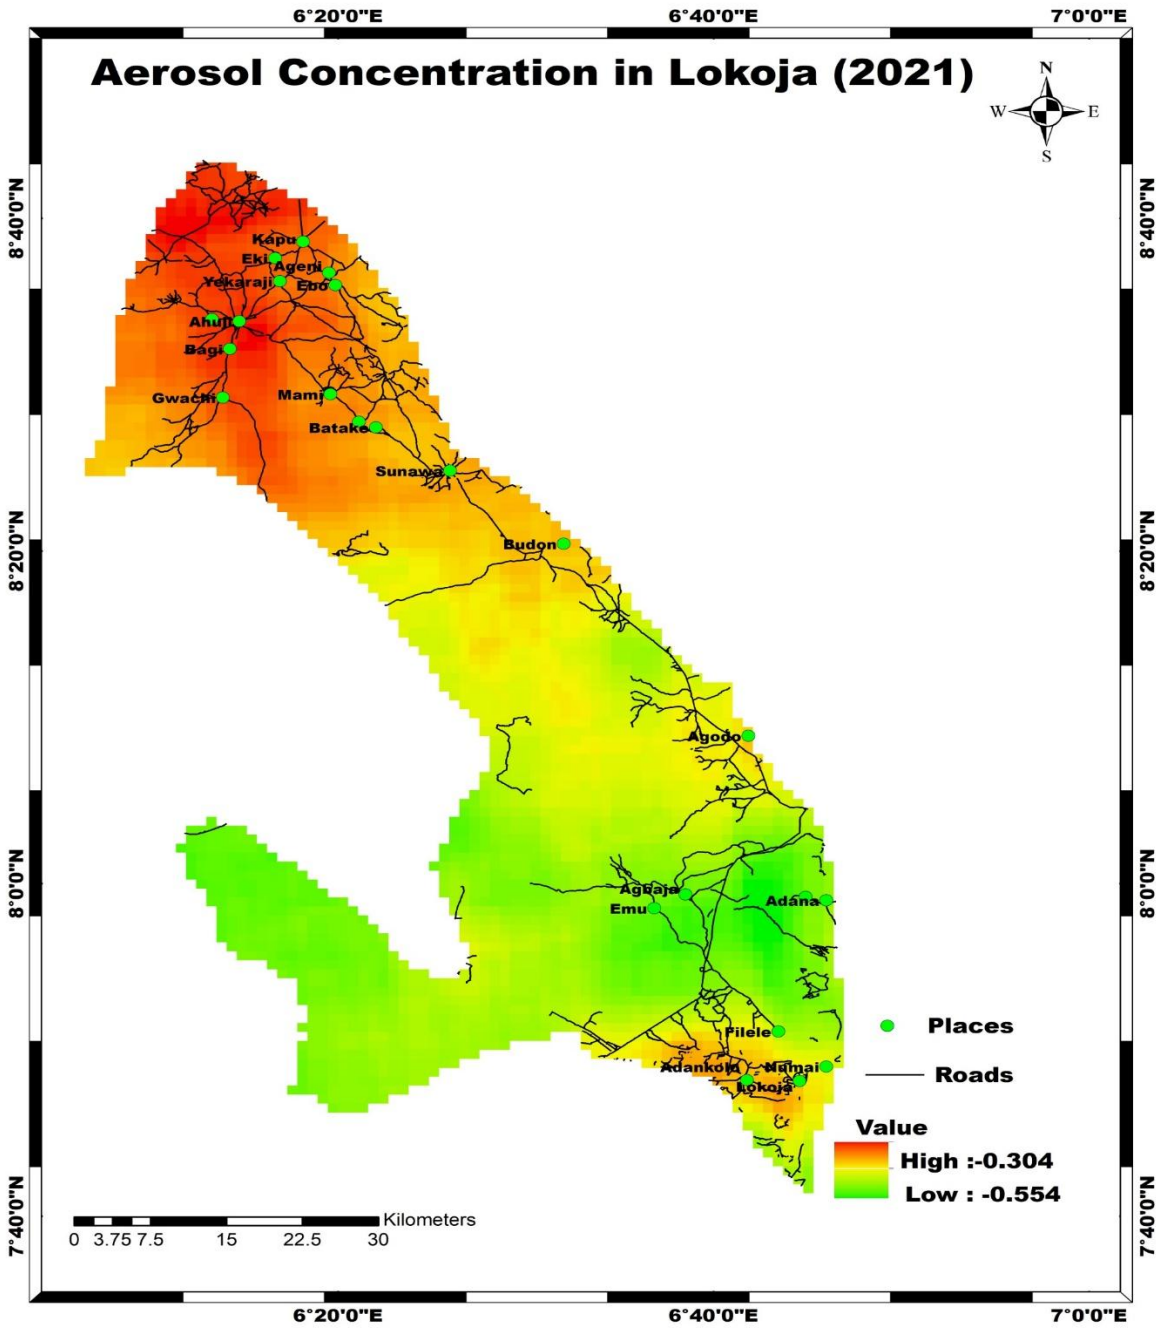 6°20'0"E 6°40'0"E 7°0'0"E
Aerosol Concentration in Lokoja (2021)
N
W E
S
8°40'0"N 8°40'0"N
Kapu
Eki
Ageni
Yekaraji
Ebo
Ahuji
Bagi
Gwachi
Mami
Batake
Sunawa
8°20'0"N 8°20'0"N
Budon
Agodo
8°0'0"N 8°0'0"N
Agbaja
Adana
Emu
Filele
Adankolo
Numai
Lokoja
Places
Roads
Value
High :-0.304
Low : -0.554
7°40'0"N 7°40'0"N
Kilometers
0 3.75 7.5 15 22.5 30
6°20'0"E 6°40'0"E 7°0'0"E